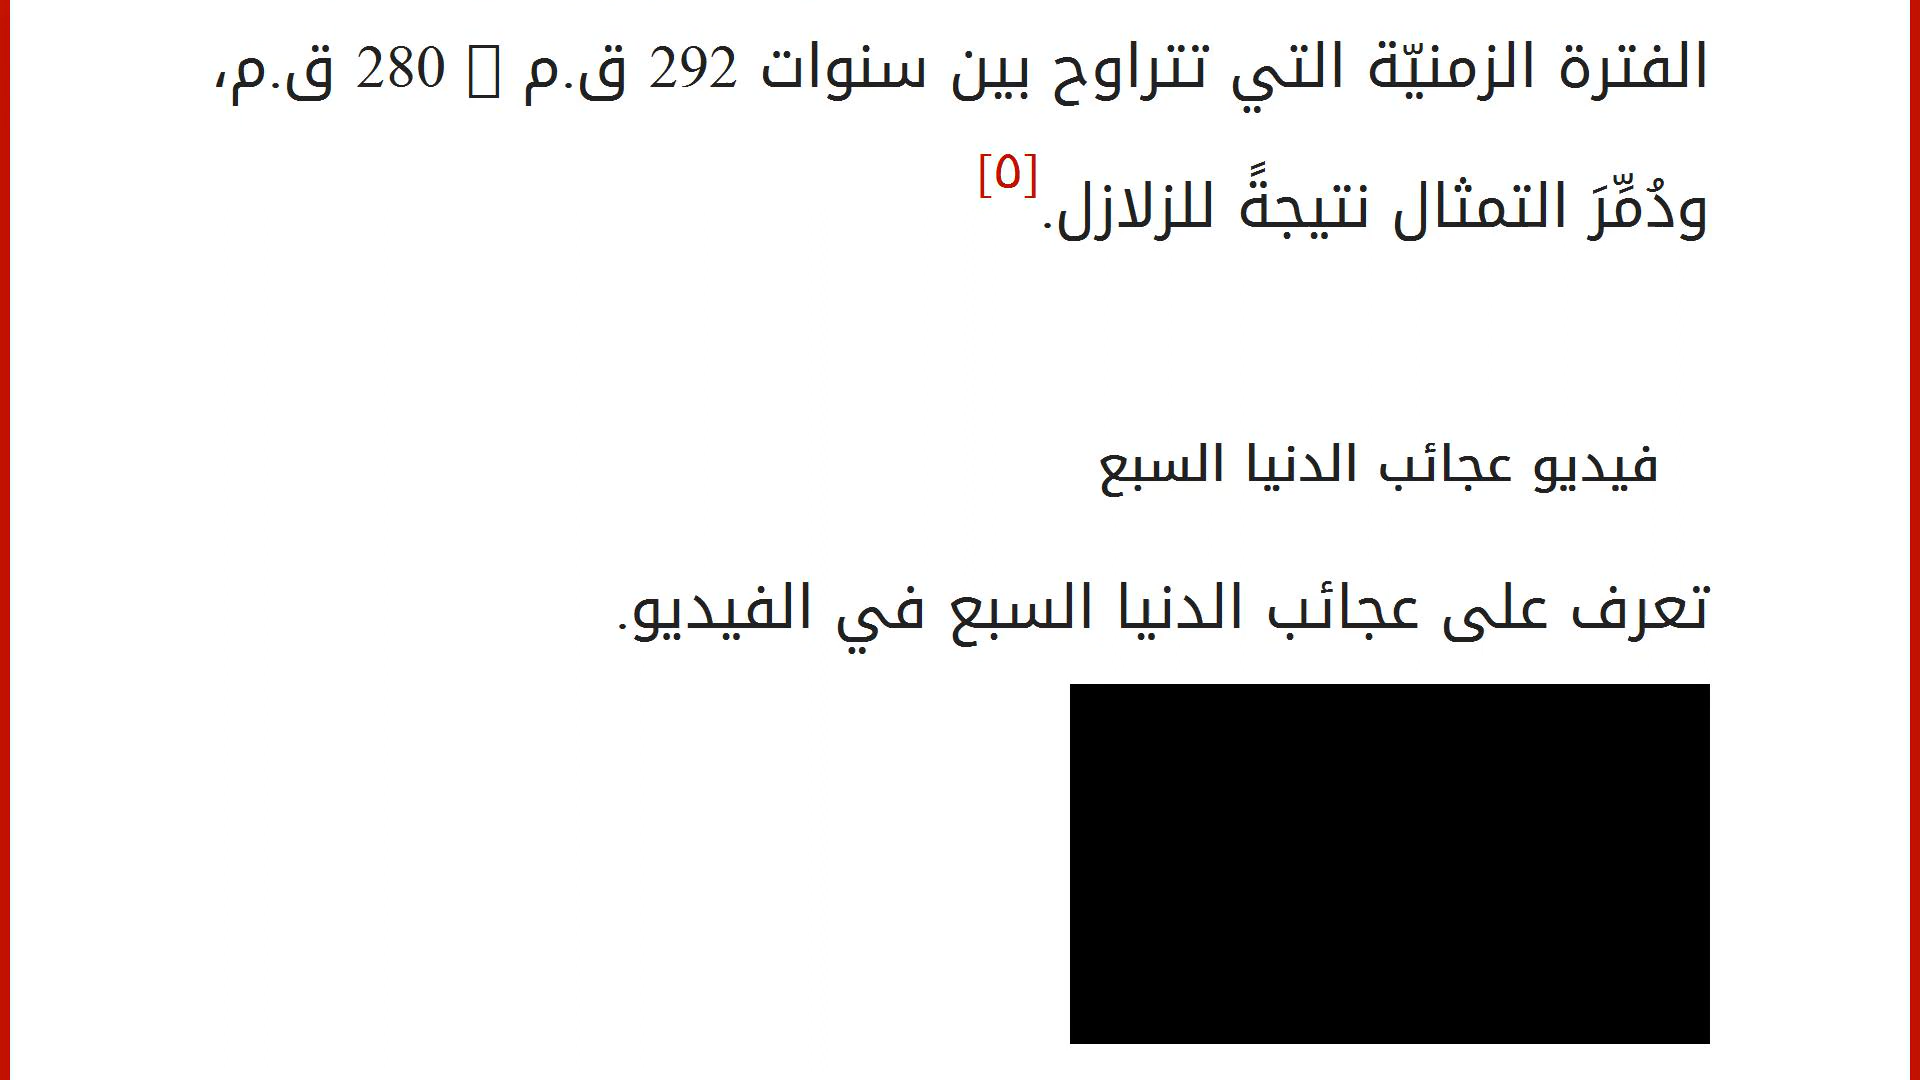 الفترة الزمنيّة التي تتراوح بين سنوات 292 ق.م ▯ 280 ق.م،
ودُمِّرَ التمثال نتيجةً للزلازل.[٥]
فيديو عجائب الدنيا السبع
تعرف على عجائب الدنيا السبع في الفيديو.